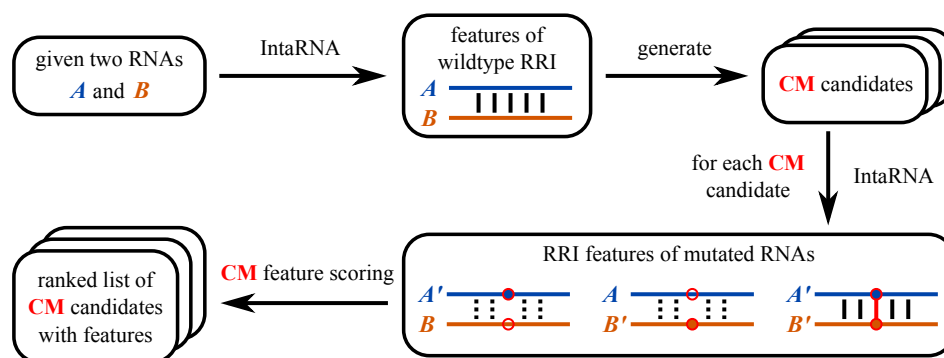 given two RNAs
A and B
IntaRNA
features of
wildtype RRI
A
B
generate
CM candidates
for each CM
candidate
IntaRNA
RRI features of mutated RNAs
A′
B
A
B′
A′
B′
CM feature scoring
ranked list of
CM candidates
with features